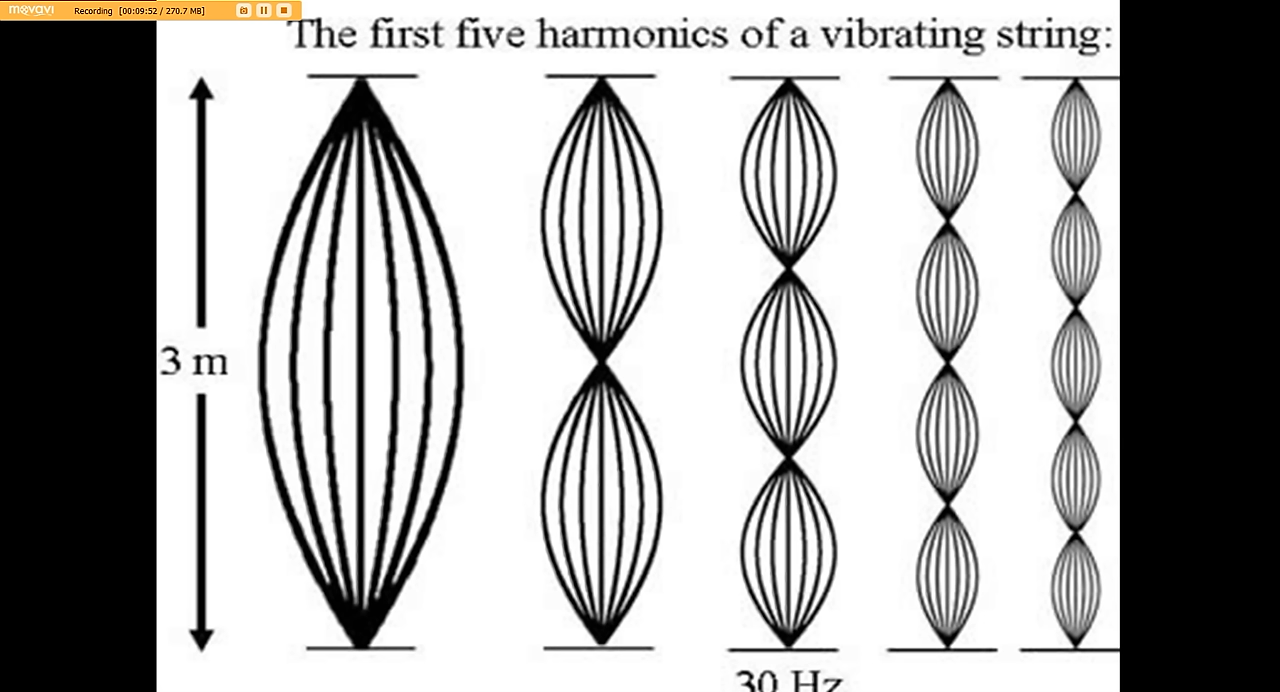 movavi
Recording [00:09:52 / 270.7 MB]
The first five harmonics of a vibrating string:
3 m
30 Hz